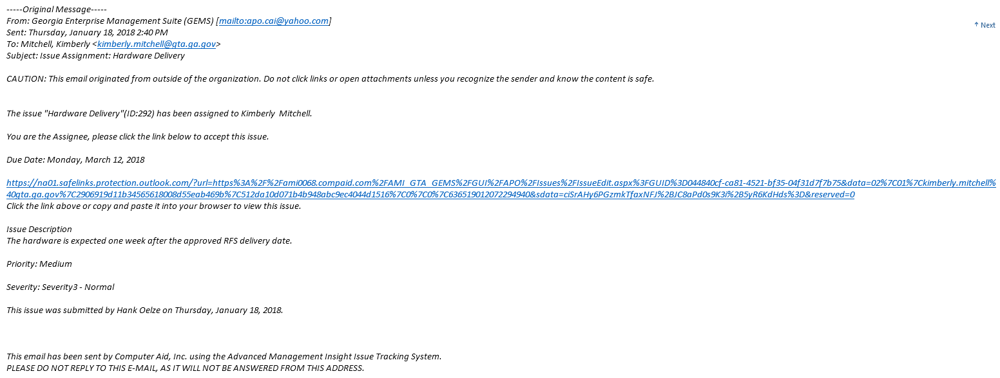 -----Original Message-----
From: Georgia Enterprise Management Suite (GEMS) [mailto:apo.cai@yahoo.com]
↑ Next
Sent: Thursday, January 18, 2018 2:40 PM
To: Mitchell, Kimberly <kimberly.mitchell@gta.ga.gov>
Subject: Issue Assignment: Hardware Delivery
CAUTION: This email originated from outside of the organization. Do not click links or open attachments unless you recognize the sender and know the content is safe.
The issue "Hardware Delivery"(ID:292) has been assigned to Kimberly  Mitchell.
You are the Assignee, please click the link below to accept this issue.
Due Date: Monday, March 12, 2018
https://na01.safelinks.protection.outlook.com/?url=https%3A%2F%2Fami0068.compaid.com%2FAMI_GTA_GEMS%2FGUI%2FAPO%2FIssues%2FIssueEdit.aspx%3FGUID%3D044840cf-ca81-4521-bf35-04f31d7f7b75&data=02%7C01%7Ckimberly.mitchell%
40gta.ga.gov%7C2906919d11b34565618008d55eab469b%7C512da10d071b4b948abc9ec4044d1516%7C0%7C0%7C636519012072294940&sdata=ciSrAHy6PGzmkTfaxNFJ%2BJC8aPd0s9K3i%2B5yR6KdHds%3D&reserved=0
Click the link above or copy and paste it into your browser to view this issue.
Issue Description
The hardware is expected one week after the approved RFS delivery date.
Priority: Medium
Severity: Severity3 - Normal
This issue was submitted by Hank Oelze on Thursday, January 18, 2018.
This email has been sent by Computer Aid, Inc. using the Advanced Management Insight Issue Tracking System.
PLEASE DO NOT REPLY TO THIS E-MAIL, AS IT WILL NOT BE ANSWERED FROM THIS ADDRESS.